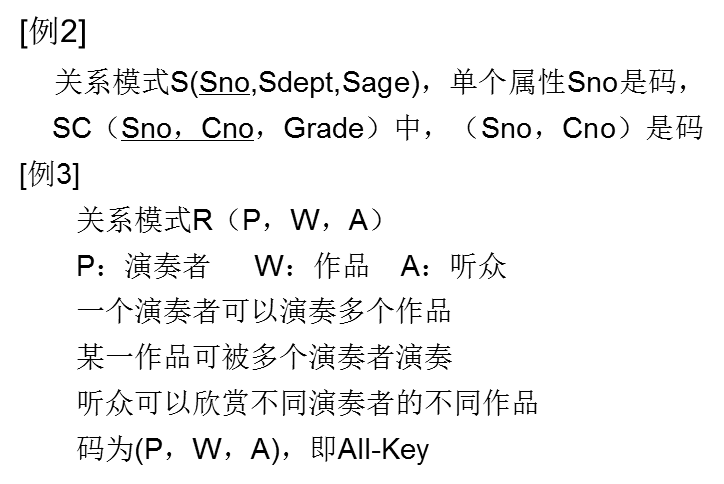 [例2]
关系模式S(Sno,Sdept,Sage)，单个属性Sno是码，
SC（Sno，Cno，Grade）中，（Sno，Cno）是码
[例3]
关系模式R（P，W，A）
P：演奏者 W：作品 A：听众
一个演奏者可以演奏多个作品
某一作品可被多个演奏者演奏
听众可以欣赏不同演奏者的不同作品
码为(P，W，A)，即All-Key